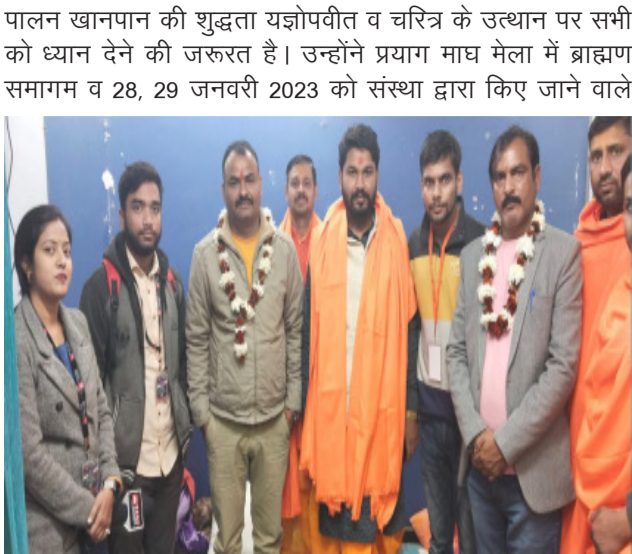 पालन खानपान की शुद्धता यज्ञोपवीत व चरित्र के उत्थान पर सभी
को ध्यान देने की जरूरत है। उन्होंने प्रयाग माघ मेला में ब्राह्मण
समागम व 28, 29 जनवरी 2023 को संस्था द्वारा किए जाने वाले